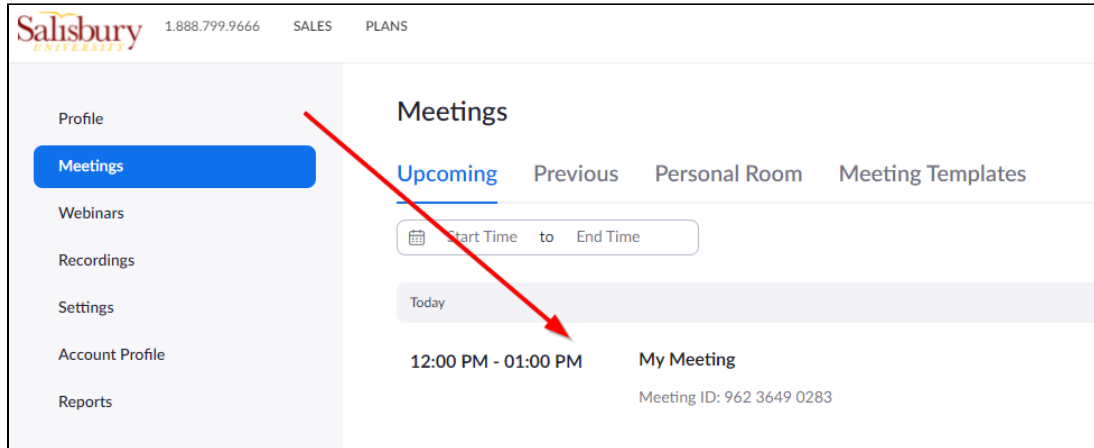 Salisbury 1.888.799.9666 SALES PLANS
UNIVERSITY
Profile
Meetings
Webinars
Recordings
Settings
Account Profile
Reports
Meetings
Upcoming Previous Personal Room Meeting Templates
Start Time to End Time
Today
12:00 PM - 01:00 PM My Meeting
Meeting ID: 962 3649 0283